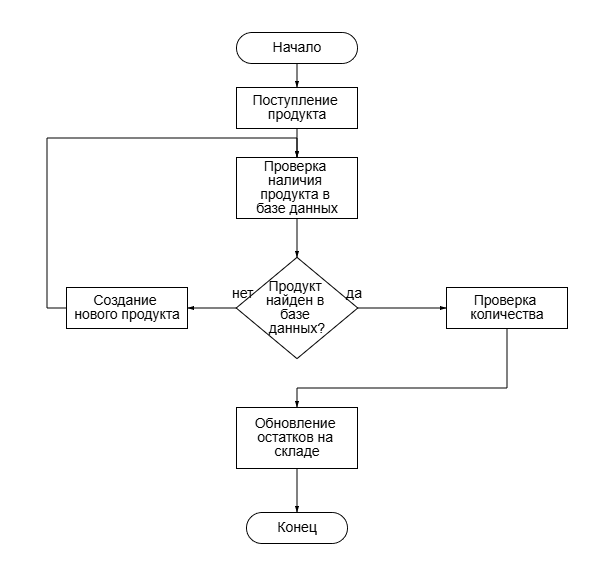 Начало
Поступление
продукта
Проверка
наличия
продукта в
базе данных
нет
Продукт
найден в
базе
данных?
да
Создание
нового продукта
Проверка
количества
Обновление
остатков на
складе
Конец